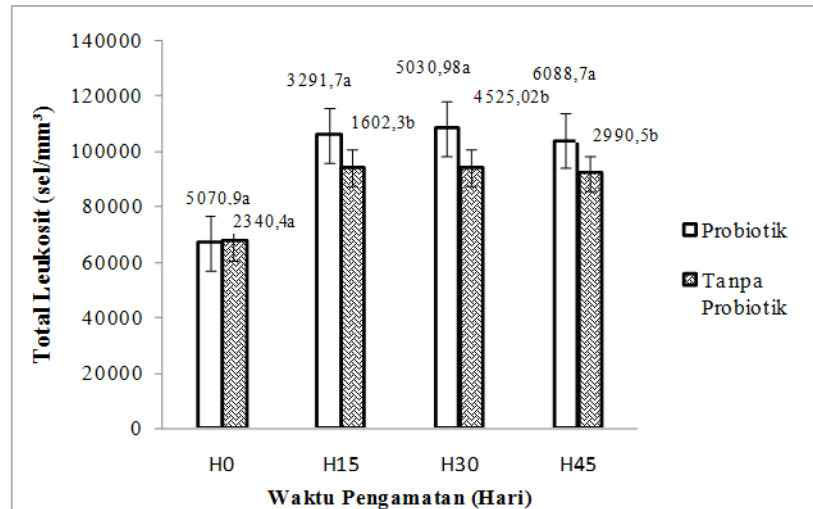 140000
120000
100000
80000
60000
40000
20000
0
Total Leukosit (sel/mm³)
5070,9a
2340,4a
3291,7a
1602,3b
5030,98a
4525,02b
6088,7a
2990,5b
H0 H15 H30 H45
Waktu Pengamatan (Hari)
Probiotik
Tanpa
Probiotik